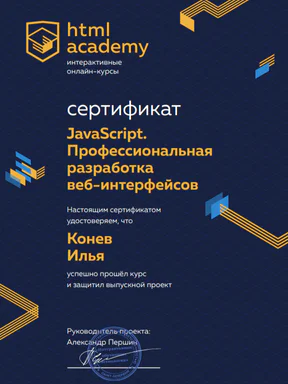 html
academy
интерактивные
онлайн-курсы
сертификат
JavaScript.
Профессиональная
разработка
веб-интерфейсов
Настоящим сертификатом
удостоверяем, что
Конев
Илья
успешно прошёл курс
и защитил выпускной проект
Руководитель проекта:
Александр Першин